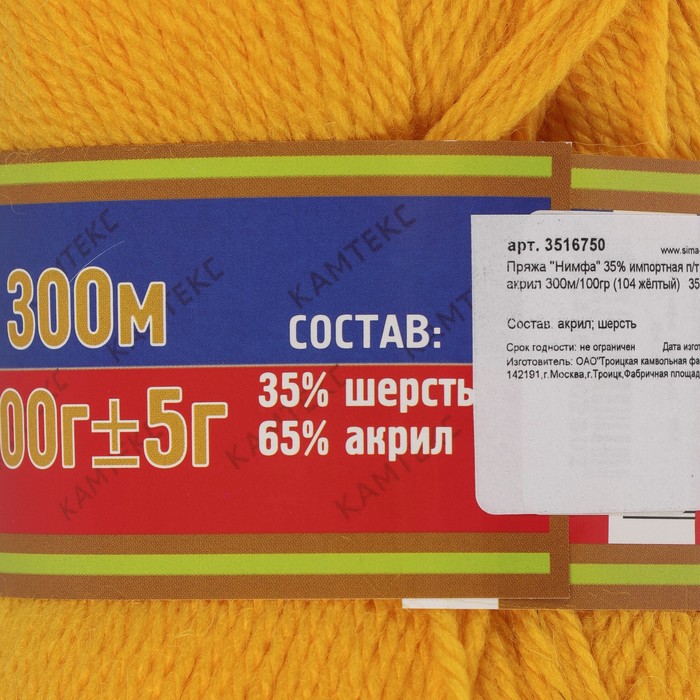 300м
00г±5г
СОСТАВ:
35% шерсть
65% акрил
КАМТЕКС
КАМТЕКС
КАМТЕКС
КАМТЕКС
КАМТЕКС
арт. 3516750
www.sima-
Пряжа "Нимфа" 35% импортная п/т
акрил 300м/100гр (104 жёлтый) 35
Состав: акрил; шерсть
Срок годности: не ограничен Дата изгот
Изготовитель: ОАО"Троицкая камвольная фа
142191,г.Москва,г.Троицк,Фабричная площад